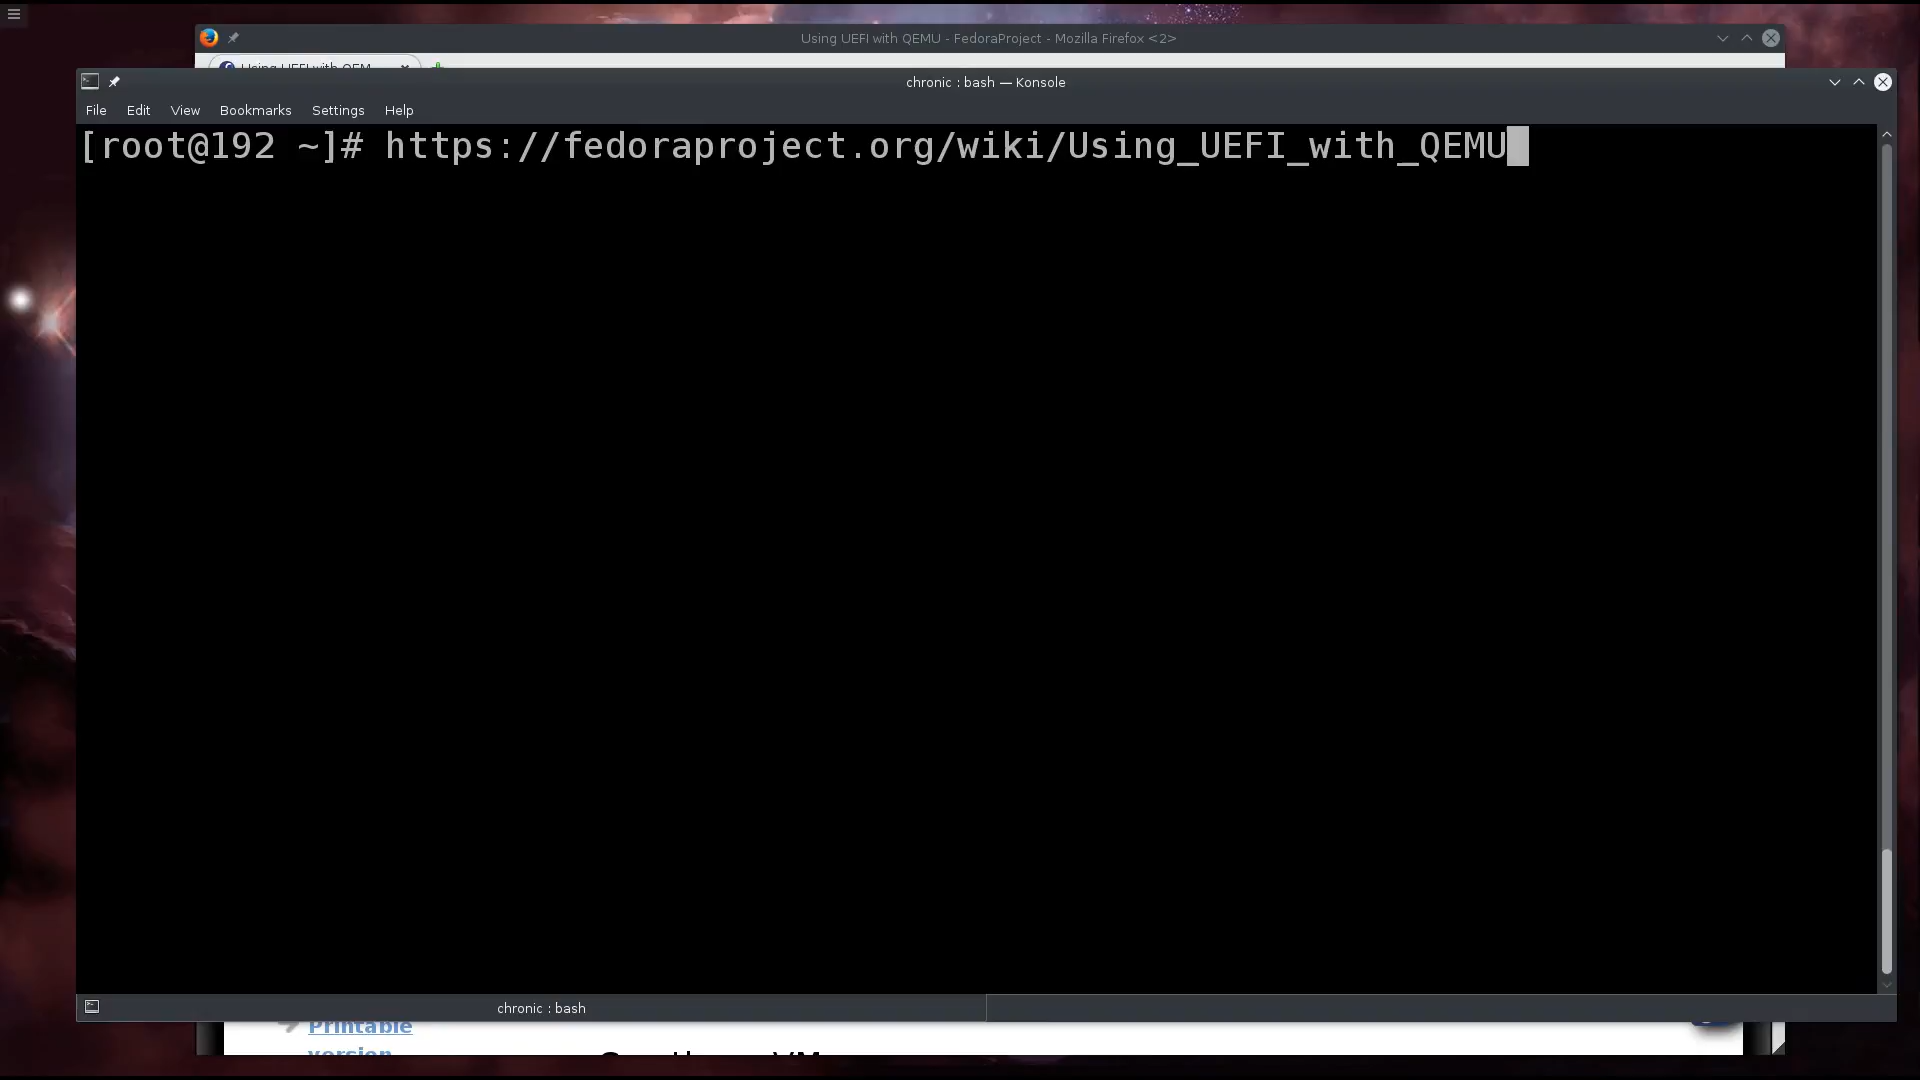 Using UEFI with QEMU - FedoraProject - Mozilla Firefox <2>
Using UEFI with QEM
chronic : bash — Konsole
File Edit View Bookmarks Settings Help
[root@192 ~]# https://fedoraproject.org/wiki/Using_UEFI_with_QEMU
chronic : bash
Printable
version